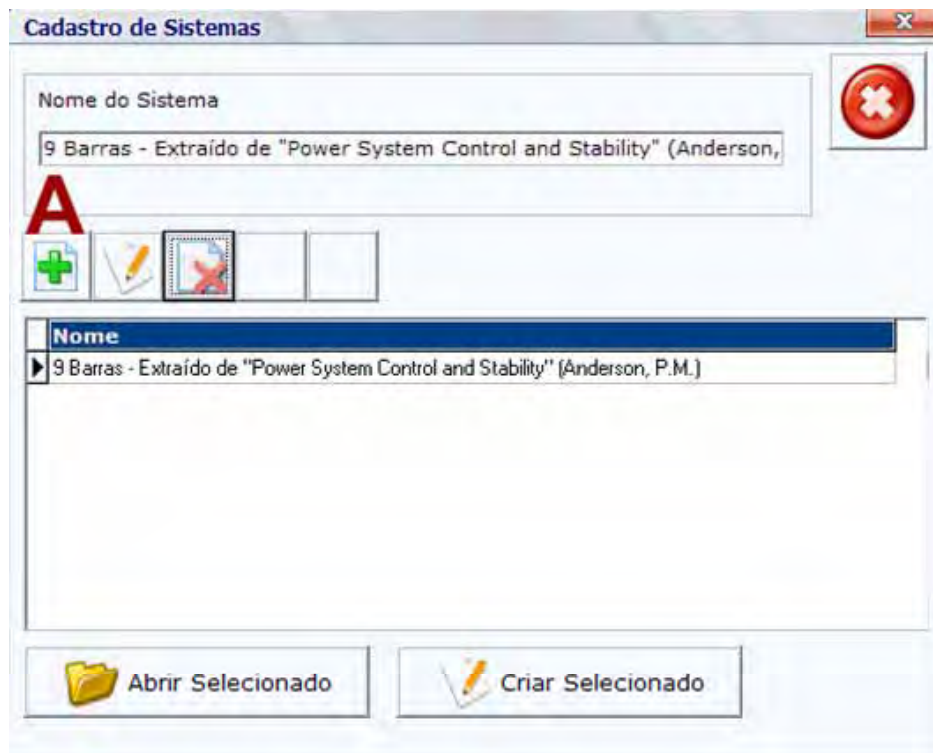 Cadastro de Sistemas
Nome do Sistema
9 Barras - Extraído de "Power System Control and Stability" (Anderson,
A
Nome
9 Barras - Extraído de "Power System Control and Stability" (Anderson, P.M.)
Abrir Selecionado
Criar Selecionado